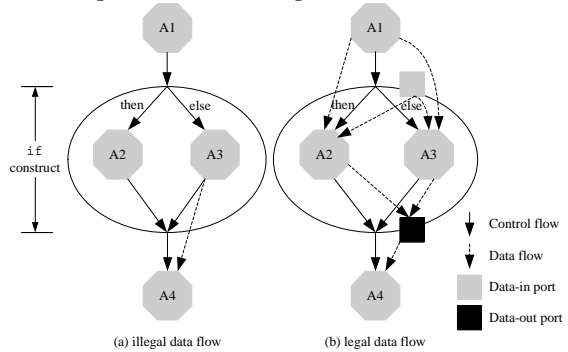 A1
A1
then
else
then
else
if
construct
A2
A3
A2
A3
Control flow
Data flow
A4
A4
Data-in port
Data-out port
(a) illegal data flow
(b) legal data flow